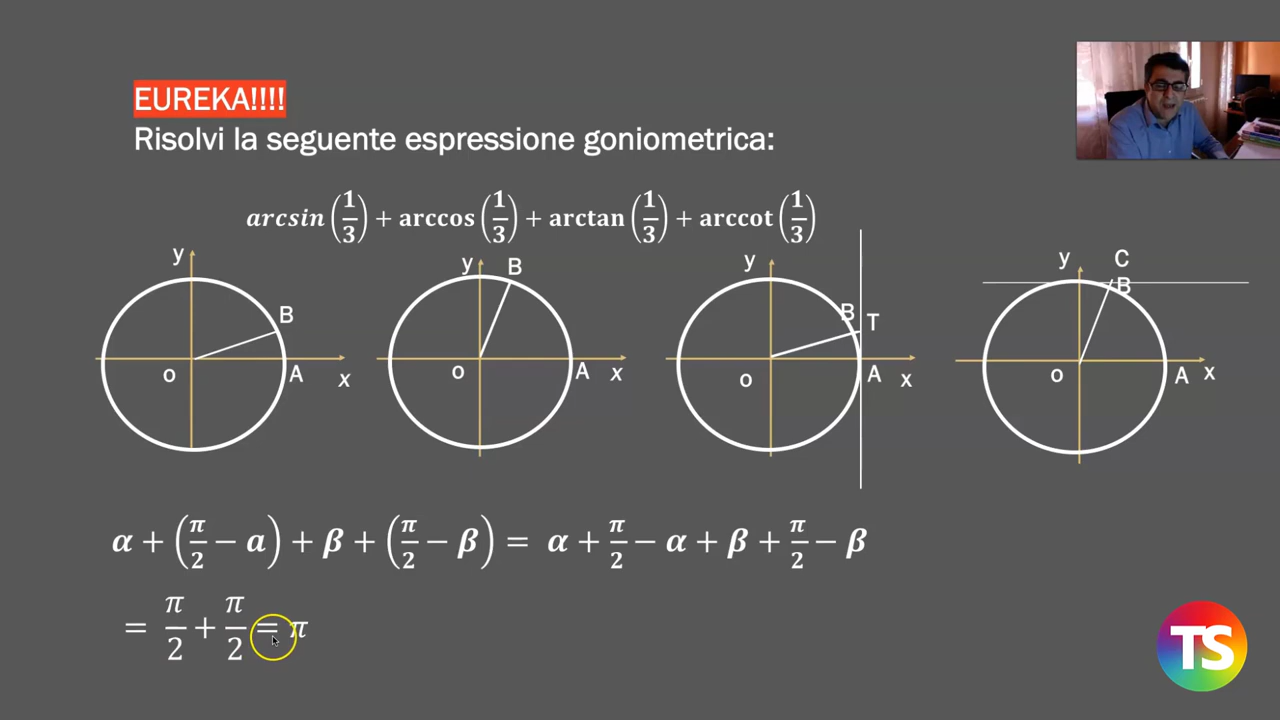 EUREKA!!!!
Risolvi la seguente espressione goniometrica:
arcsin (1/3) + arccos (1/3) + arctan (1/3) + arccot (1/3)
y B o A x
y B o A x
y B T o A x
y C B o A x
α + (π/2 − a) + β + (π/2 − β) = α + π/2 − α + β + π/2 − β
= π/2 + π/2 = π
TS